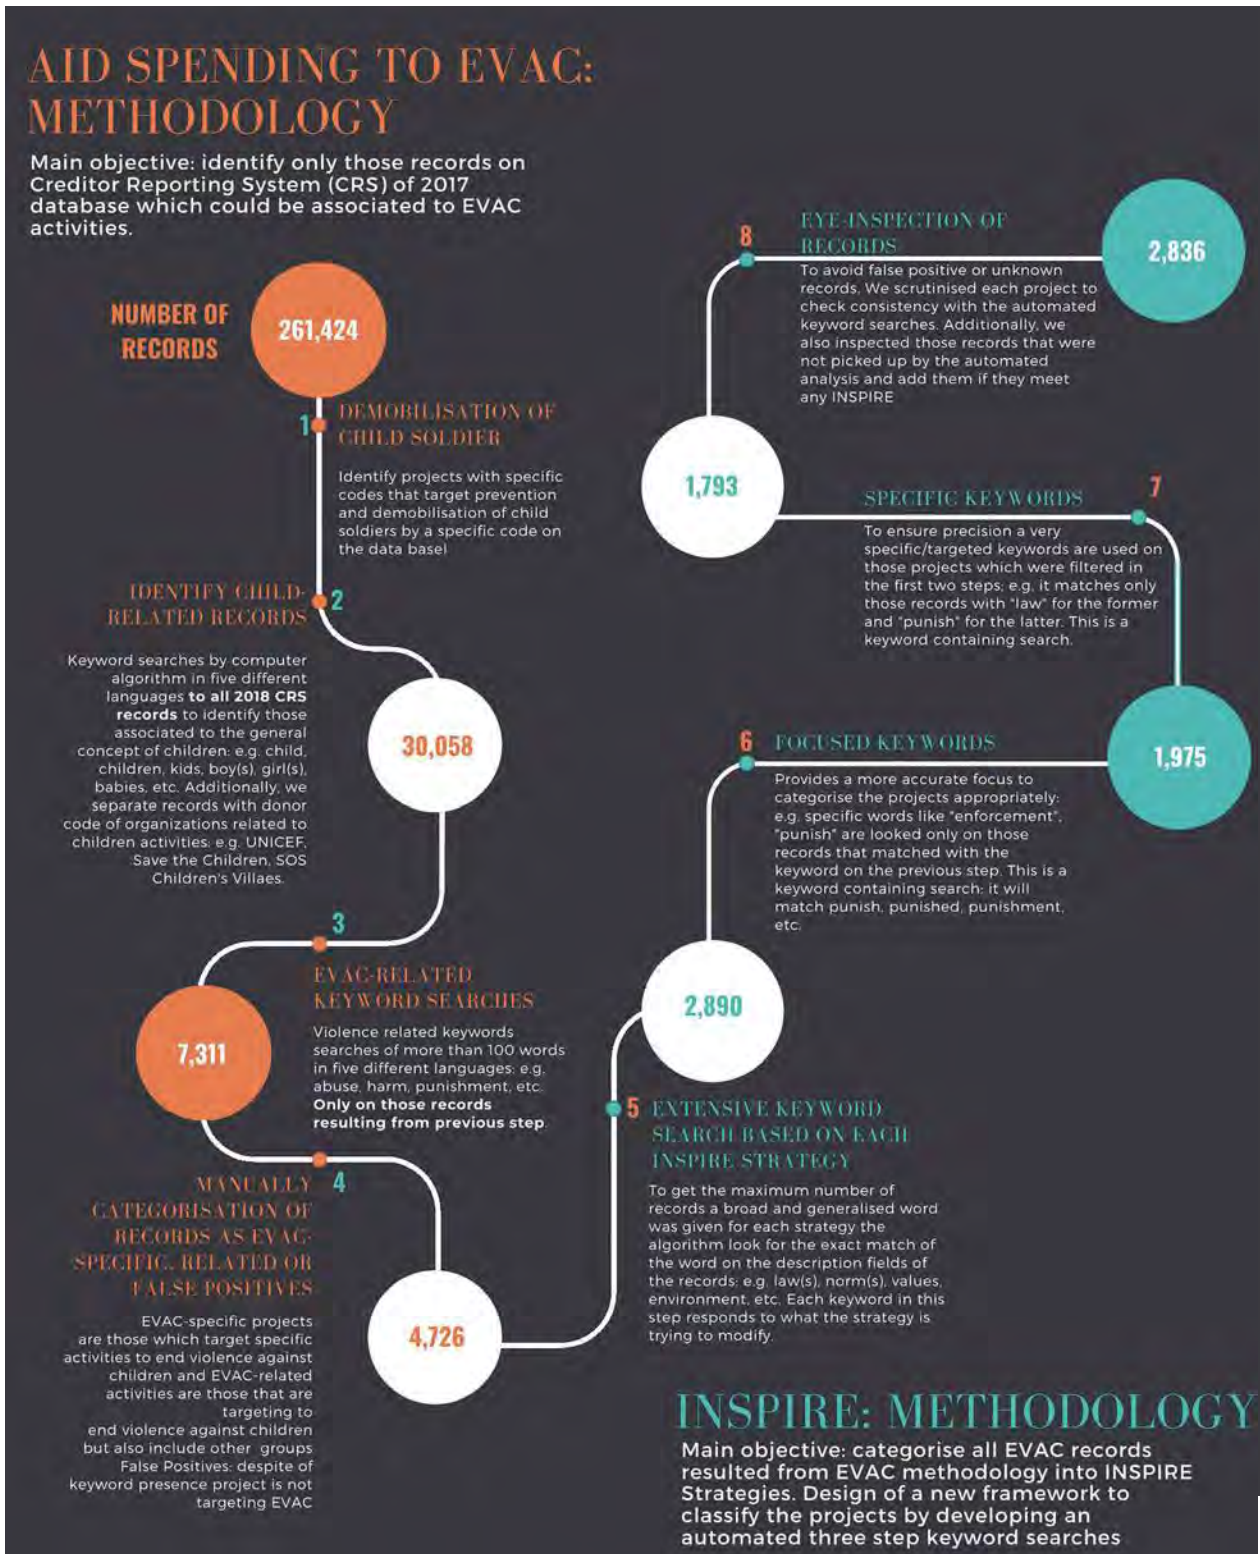 AID SPENDING TO EVAC:
METHODOLOGY
Main objective: identify only those records on
Creditor Reporting System (CRS) of 2017
database which could be associated to EVAC
activities.
NUMBER OF
RECORDS
261,424
1
DEMOBILISATION OF
CHILD SOLDIER
Identify projects with specific
codes that target prevention
and demobilisation of child
soldiers by a specific code on
the data basel
2
IDENTIFY CHILD-
RELATED RECORDS
Keyword searches by computer
algorithm in five different
languages to all 2018 CRS
records to identify those
associated to the general
concept of children: e.g. child,
children, kids, boy(s), girl(s),
babies, etc. Additionally, we
separate records with donor
code of organizations related to
children activities: e.g. UNICEF,
Save the Children, SOS
Children's Villaes.
30,058
3
EVAC-RELATED
KEYWORD SEARCHES
Violence related keywords
searches of more than 100 words
in five different languages: e.g.
abuse, harm, punishment, etc.
Only on those records
resulting from previous step.
7,311
4
MANUALLY
CATEGORISATION OF
RECORDS AS EVAC-
SPECIFIC, RELATED OR
FALSE POSITIVES
EVAC-specific projects
are those which target specific
activities to end violence against
children and EVAC-related
activities are those that are
targeting to
end violence against children
but also include other groups
False Positives: despite of
keyword presence project is not
targeting EVAC
4,726
5
EXTENSIVE KEYWORD
SEARCH BASED ON EACH
INSPIRE STRATEGY
To get the maximum number of
records a broad and generalised word
was given for each strategy the
algorithm look for the exact match of
the word on the description fields of
the records: e.g. law(s), norm(s), values,
environment, etc. Each keyword in this
step responds to what the strategy is
trying to modify.
2,890
6
FOCUSED KEYWORDS
Provides a more accurate focus to
categorise the projects appropriately:
e.g. specific words like "enforcement",
"punish" are looked only on those
records that matched with the
keyword on the previous step. This is a
keyword containing search: it will
match punish, punished, punishment,
etc.
1,975
7
SPECIFIC KEYWORDS
To ensure precision a very
specific/targeted keywords are used on
those projects which were filtered in
the first two steps; e.g. it matches only
those records with "law" for the former
and "punish" for the latter. This is a
keyword containing search.
1,793
8
EYE-INSPECTION OF
RECORDS
To avoid false positive or unknown
records, We scrutinised each project to
check consistency with the automated
keyword searches. Additionally, we
also inspected those records that were
not picked up by the automated
analysis and add them if they meet
any INSPIRE
2,836
INSPIRE: METHODOLOGY
Main objective: categorise all EVAC records
resulted from EVAC methodology into INSPIRE
Strategies. Design of a new framework to
classify the projects by developing an
automated three step keyword searches